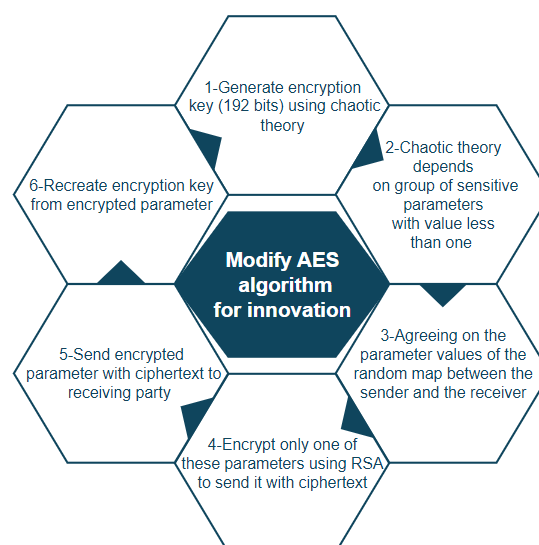 1-Generate encryption
key (192 bits) using chaotic
theory
2-Chaotic theory
depends
on group of sensitive
parameters
with value less
than one
3-Agreeing on the
parameter values of the
random map between the
sender and the receiver
4-Encrypt only one of
these parameters using RSA
to send it with ciphertext
5-Send encrypted
parameter with ciphertext to
receiving party
6-Recreate encryption key
from encrypted parameter
Modify AES
algorithm
for innovation